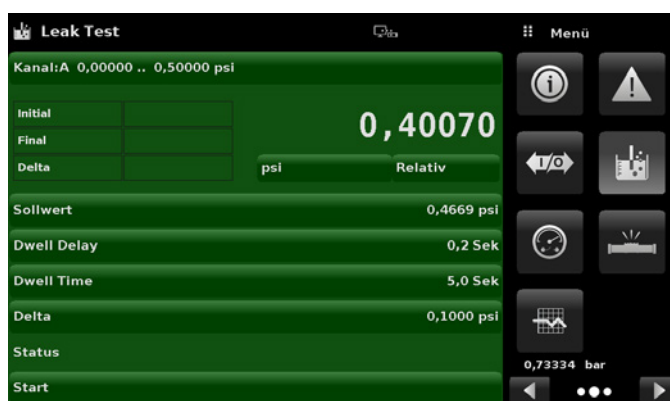 Leak Test
Menü
Kanal:A 0,00000 .. 0,50000 psi
Initial
Final
Delta
0,40070
psi
Relativ
Sollwert 0,4669 psi
Dwell Delay 0,2 Sek
Dwell Time 5,0 Sek
Delta 0,1000 psi
Status
Start
I/O
0,73334 bar